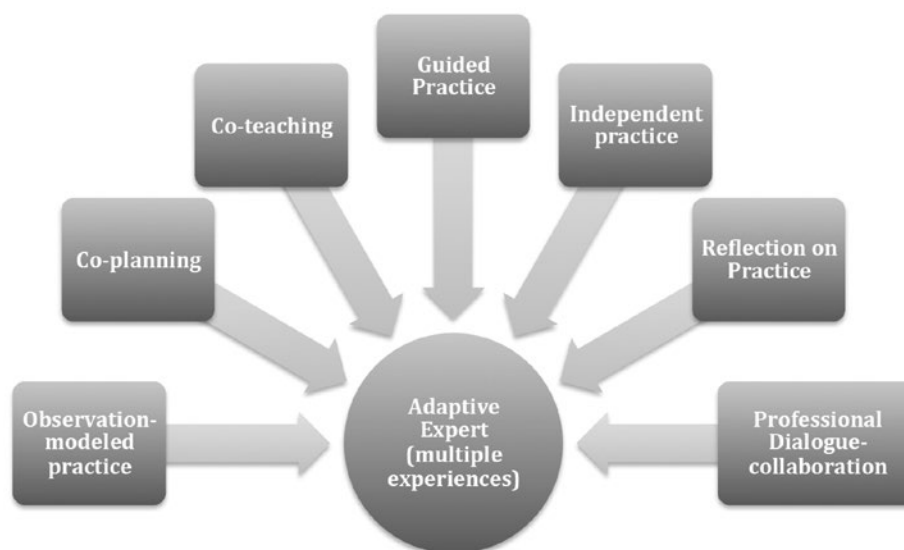 Guided
Practice
Co-teaching
Independent
practice
Co-planning
Reflection on
Practice
Observation-
modeled
practice
Adaptive
Expert
(multiple
experiences)
Professional
Dialogue-
collaboration